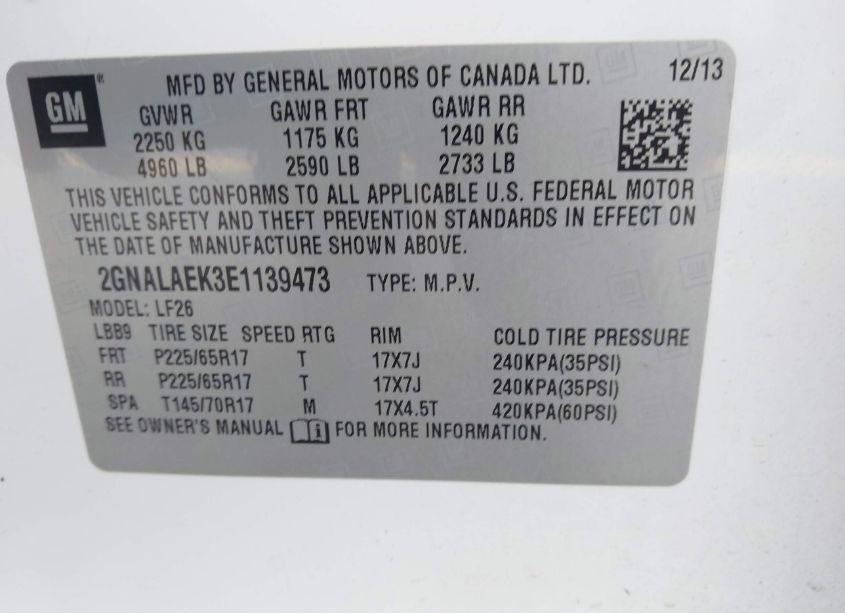 GM
MFD BY GENERAL MOTORS OF CANADA LTD. 12/13
GVWR GAWR FRT GAWR RR
2250 KG 1175 KG 1240 KG
4960 LB 2590 LB 2733 LB
THIS VEHICLE CONFORMS TO ALL APPLICABLE U.S. FEDERAL MOTOR
VEHICLE SAFETY AND THEFT PREVENTION STANDARDS IN EFFECT ON
THE DATE OF MANUFACTURE SHOWN ABOVE.
2GNALAEK3E1139473 TYPE: M.P.V.
MODEL: LF26
LBB9 TIRE SIZE SPEED RTG RIM COLD TIRE PRESSURE
FRT P225/65R17 T 17X7J 240KPA(35PSI)
RR P225/65R17 T 17X7J 240KPA(35PSI)
SPA T145/70R17 M 17X4.5T 420KPA(60PSI)
SEE OWNER'S MANUAL i FOR MORE INFORMATION.